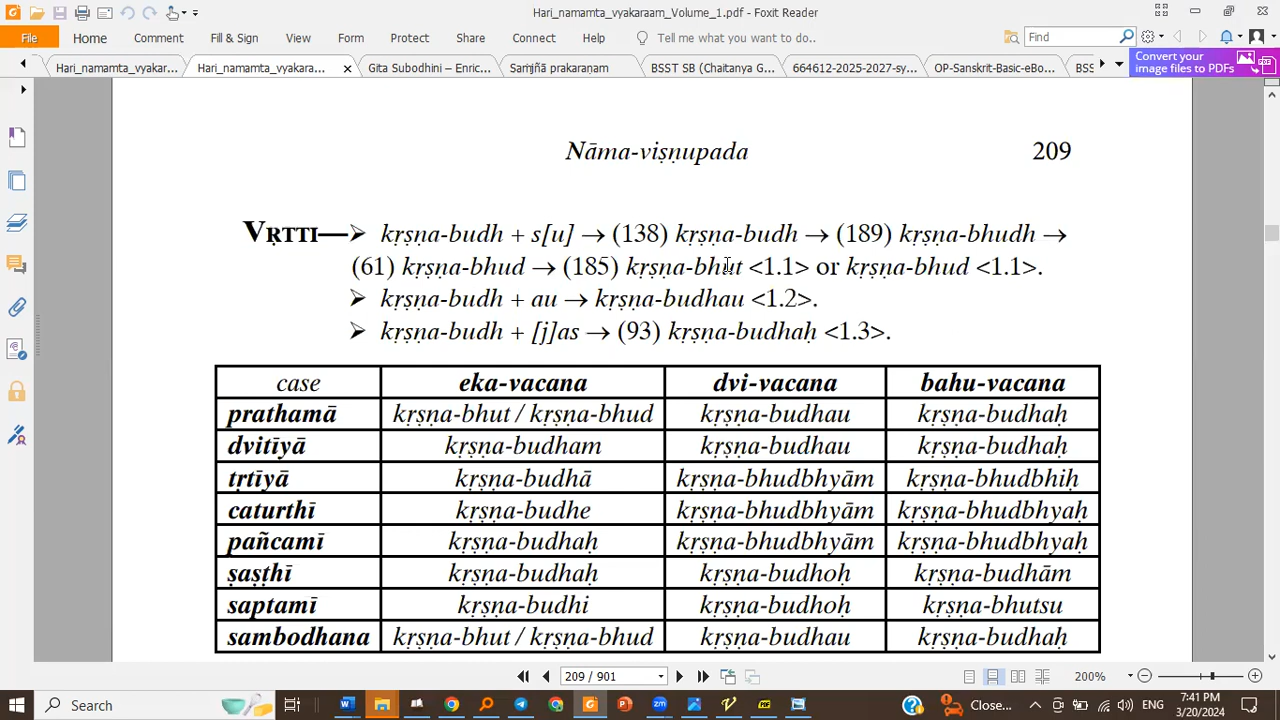 Hari_namamta_vyakaraam_Volume_1.pdf - Foxit Reader
File Home Comment Fill & Sign View Form Protect Share Connect Help Tell me what you want to do.. Find
Hari_namamta_vyakar... Hari_namamta_vyakara... Gita Subodhini – Enric... Saṁjñā prakaraṇam BSST SB (Chaitanya G... 664612-2025-2027-sy... OP-Sanskrit-Basic-eBo... BSS
Convert your
image files to PDFs
Nāma-viṣṇupada 209
VṚTTI—➢ kṛṣṇa-budh + s[u] → (138) kṛṣṇa-budh → (189) kṛṣṇa-bhudh →
(61) kṛṣṇa-bhud → (185) kṛṣṇa-bhut <1.1> or kṛṣṇa-bhud <1.1>.
➢ kṛṣṇa-budh + au → kṛṣṇa-budhau <1.2>.
➢ kṛṣṇa-budh + [j]as → (93) kṛṣṇa-budhaḥ <1.3>.
case eka-vacana dvi-vacana bahu-vacana
prathamā kṛṣṇa-bhut / kṛṣṇa-bhud kṛṣṇa-budhau kṛṣṇa-budhaḥ
dvitīyā kṛṣṇa-budham kṛṣṇa-budhau kṛṣṇa-budhaḥ
tṛtīyā kṛṣṇa-budhā kṛṣṇa-bhudbhyām kṛṣṇa-bhudbhiḥ
caturthī kṛṣṇa-budhe kṛṣṇa-bhudbhyām kṛṣṇa-bhudbhyaḥ
pañcamī kṛṣṇa-budhaḥ kṛṣṇa-bhudbhyām kṛṣṇa-bhudbhyaḥ
ṣaṣṭhī kṛṣṇa-budhaḥ kṛṣṇa-budhoḥ kṛṣṇa-budhām
saptamī kṛṣṇa-budhi kṛṣṇa-budhoḥ kṛṣṇa-bhutsu
sambodhana kṛṣṇa-bhut / kṛṣṇa-bhud kṛṣṇa-budhau kṛṣṇa-budhaḥ
209 / 901 200%
Search Close... 7:41 PM
3/20/2024